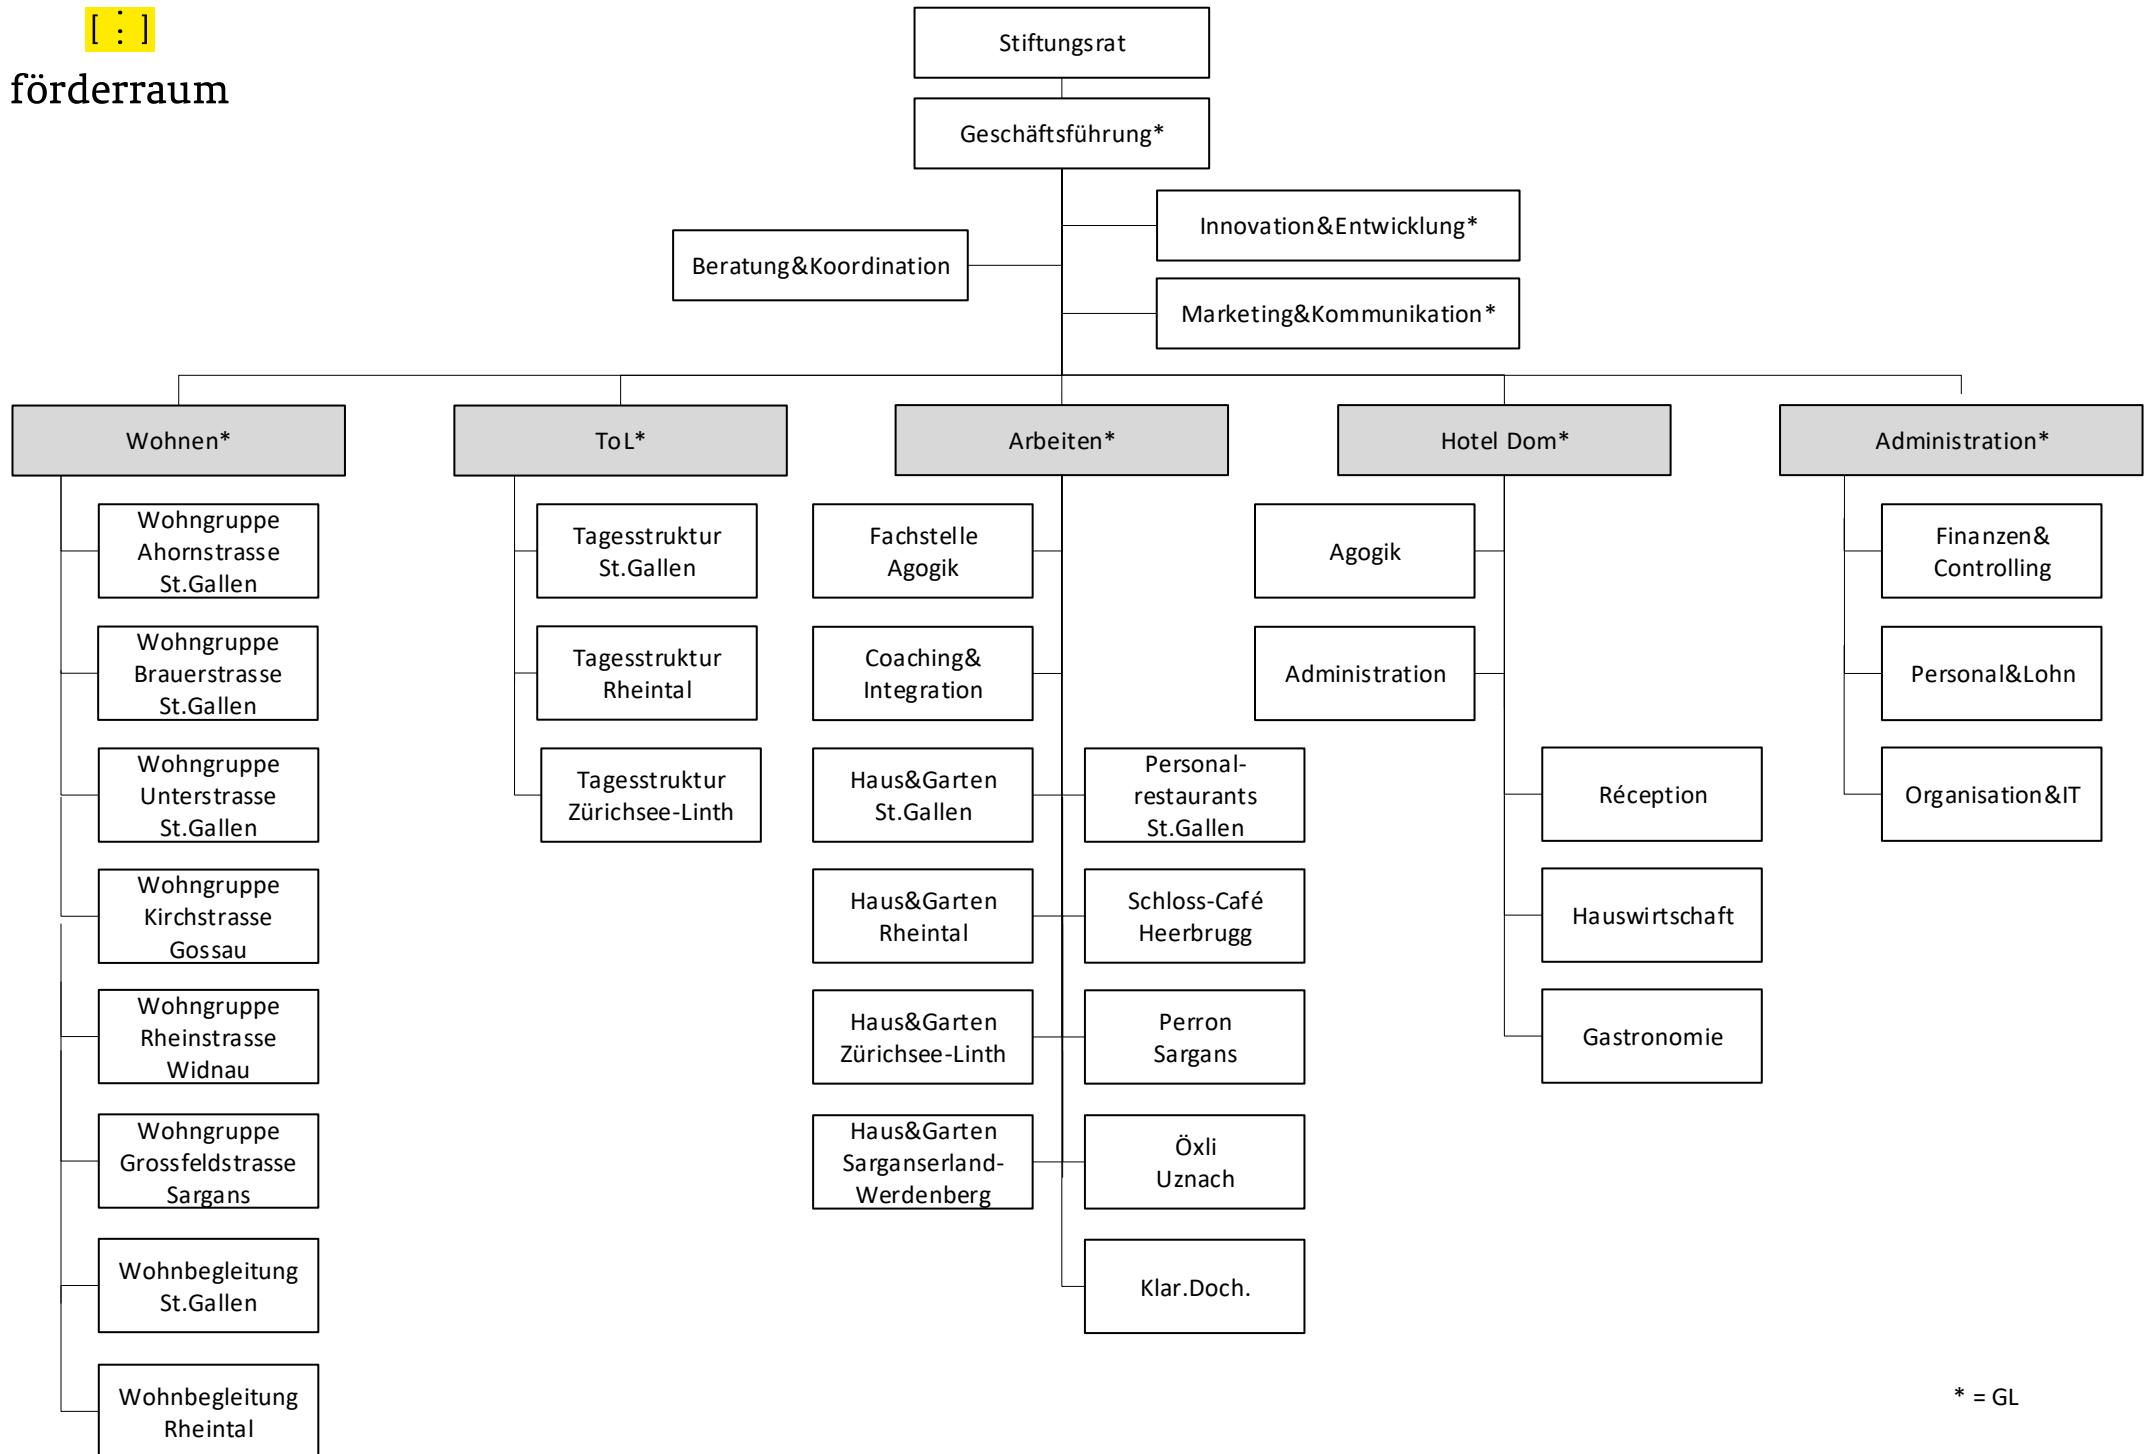 [ : ]
förderraum
Stiftungsrat
Geschäftsführung*
Innovation&Entwicklung*
Beratung&Koordination
Marketing&Kommunikation*
Wohnen*
ToL*
Arbeiten*
Hotel Dom*
Administration*
Wohngruppe
Ahornstrasse
St.Gallen
Wohngruppe
Brauerstrasse
St.Gallen
Wohngruppe
Unterstrasse
St.Gallen
Wohngruppe
Kirchstrasse
Gossau
Wohngruppe
Rheinstrasse
Widnau
Wohngruppe
Grossfeldstrasse
Sargans
Wohnbegleitung
St.Gallen
Wohnbegleitung
Rheintal
Tagesstruktur
St.Gallen
Tagesstruktur
Rheintal
Tagesstruktur
Zürichsee-Linth
Fachstelle
Agogik
Coaching&
Integration
Haus&Garten
St.Gallen
Haus&Garten
Rheintal
Haus&Garten
Zürichsee-Linth
Haus&Garten
Sarganserland-
Werdenberg
Personal-
restaurants
St.Gallen
Schloss-Café
Heerbrugg
Perron
Sargans
Öxli
Uznach
Klar.Doch.
Agogik
Administration
Réception
Hauswirtschaft
Gastronomie
Finanzen&
Controlling
Personal&Lohn
Organisation&IT
* = GL